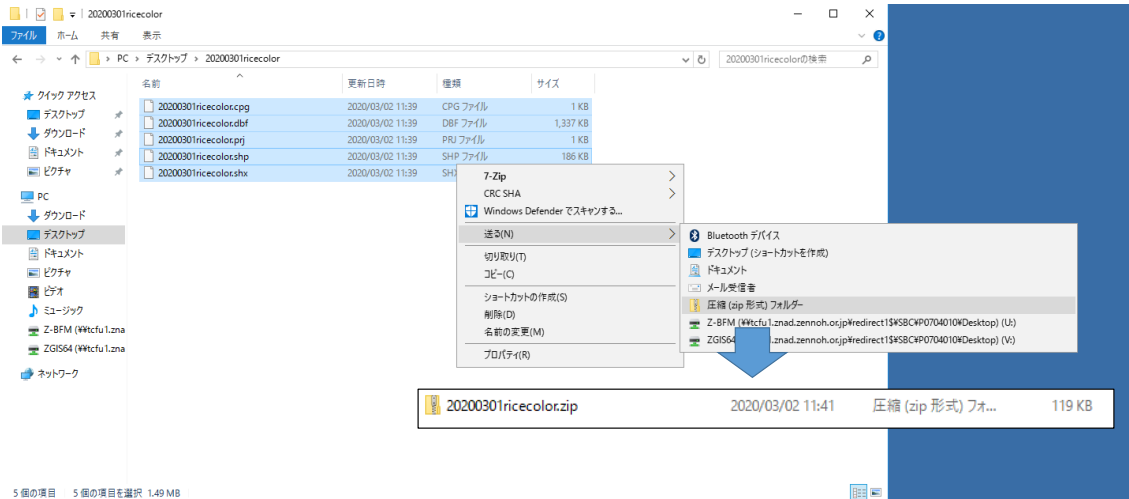 20200301ricecolor
ファイル ホーム 共有 表示
PC デスクトップ 20200301ricecolor 20200301ricecolorの検索
名前 更新日時 種類 サイズ
クイック アクセス
デスクトップ
ダウンロード
ドキュメント
ピクチャ
PC
ダウンロード
デスクトップ
ドキュメント
ピクチャ
ビデオ
ミュージック
Z-BFM (¥¥tcfu1.zna
ZGIS64 (¥¥tcfu1.zna
ネットワーク
20200301ricecolor.cpg 2020/03/02 11:39 CPG ファイル 1 KB
20200301ricecolor.dbf 2020/03/02 11:39 DBF ファイル 1,337 KB
20200301ricecolor.prj 2020/03/02 11:39 PRJ ファイル 1 KB
20200301ricecolor.shp 2020/03/02 11:39 SHP ファイル 186 KB
20200301ricecolor.shx 2020/03/02 11:39
7-Zip
CRC SHA
Windows Defender でスキャンする...
送る(N)
切り取り(T)
コピー(C)
ショートカットの作成(S)
削除(D)
名前の変更(M)
プロパティ(R)
Bluetooth デバイス
デスクトップ (ショートカットを作成)
ドキュメント
メール受信者
圧縮 (zip 形式) フォルダー
Z-BFM (¥¥tcfu1.znad.zennoh.or.jp¥redirect1$¥SBC¥P0704010¥Desktop) (U:)
ZGIS64 .znad.zennoh.or.jp¥redirect1$¥SBC¥P0704010¥Desktop) (V:)
20200301ricecolor.zip 2020/03/02 11:41 圧縮 (zip 形式) フォ... 119 KB
5 個の項目 5 個の項目を選択 1.49 MB